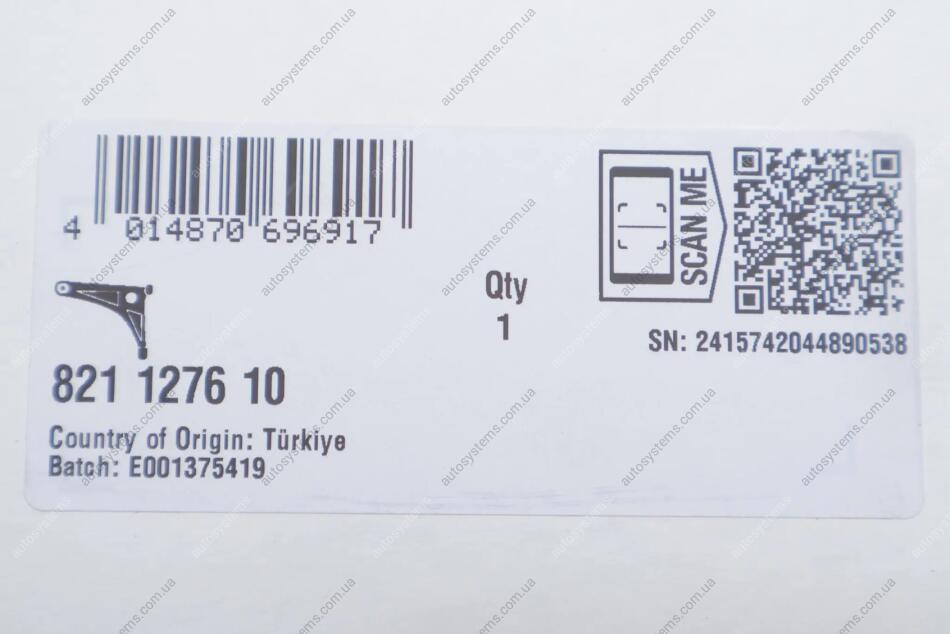 4 014870 696917
SCAN ME
Qty
1
SN: 2415742044890538
821 1276 10
Country of Origin: Türkiye
Batch: E001375419
autosystems.com.ua